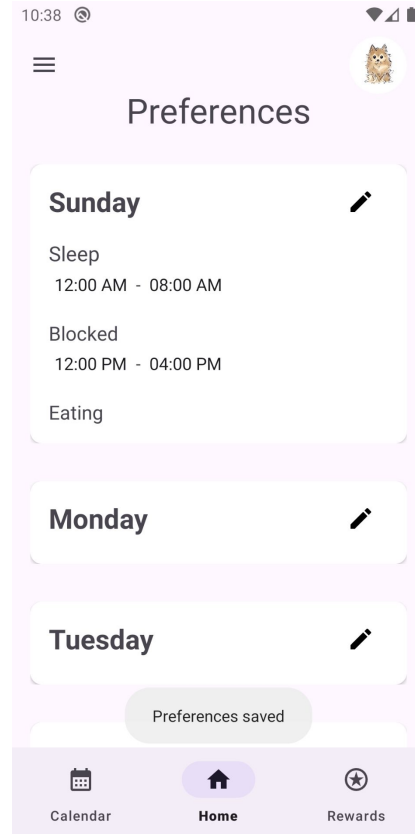 10:38
Preferences
Sunday
Sleep
12:00 AM - 08:00 AM
Blocked
12:00 PM - 04:00 PM
Eating
Monday
Tuesday
Preferences saved
Calendar Home Rewards